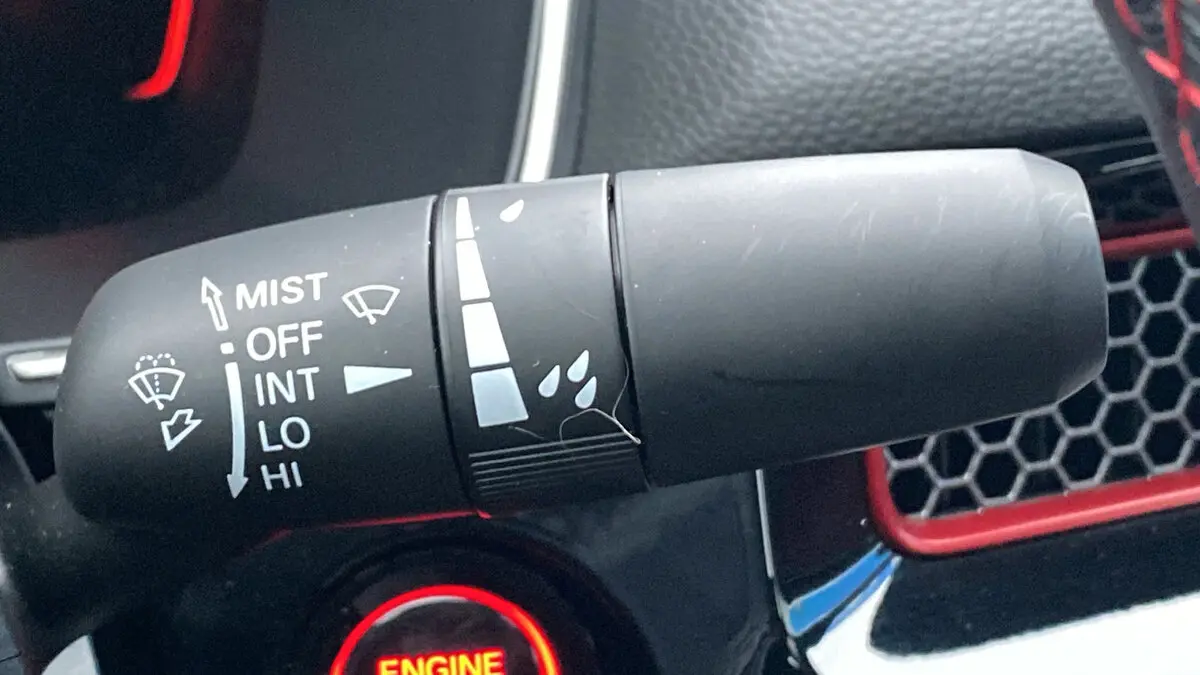 MIST
OFF
INT
LO
HI
ENGINE